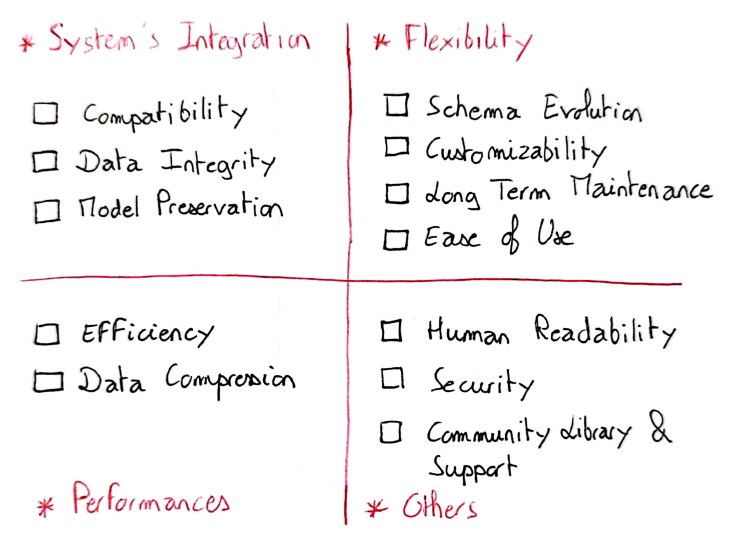 * System's Integration
☐ Compatibility
☐ Data Integrity
☐ Model Preservation
* Flexibility
☐ Schema Evolution
☐ Customizability
☐ Long Term Maintenance
☐ Ease of Use
☐ Efficiency
☐ Data Compression
* Performances
☐ Human Readability
☐ Security
☐ Community Library &
Support
* Others